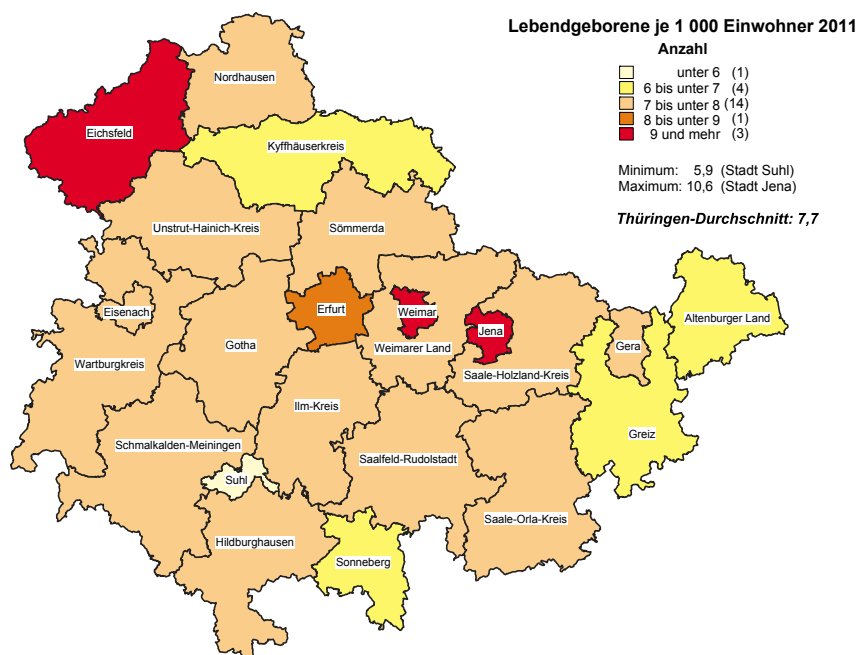 Lebendgeborene je 1 000 Einwohner 2011
Anzahl
unter 6 (1)
6 bis unter 7 (4)
7 bis unter 8 (14)
8 bis unter 9 (1)
9 und mehr (3)
Minimum: 5,9 (Stadt Suhl)
Maximum: 10,6 (Stadt Jena)
Thüringen-Durchschnitt: 7,7
Nordhausen
Eichsfeld
Kyffhäuserkreis
Unstrut-Hainich-Kreis
Sömmerda
Eisenach
Erfurt
Weimar
Jena
Altenburger Land
Gotha
Weimarer Land
Gera
Wartburgkreis
Saale-Holzland-Kreis
Ilm-Kreis
Greiz
Schmalkalden-Meiningen
Saalfeld-Rudolstadt
Suhl
Saale-Orla-Kreis
Hildburghausen
Sonneberg